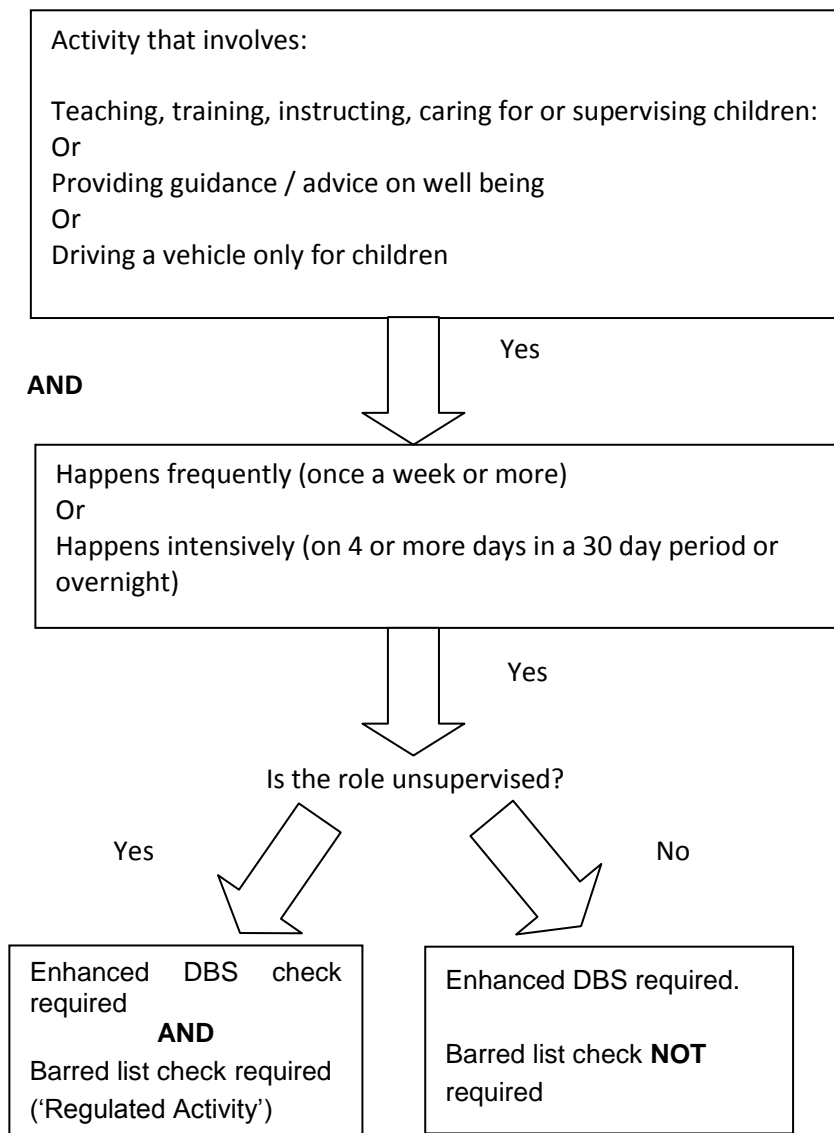 Activity that involves:
Teaching, training, instructing, caring for or supervising children:
Or
Providing guidance / advice on well being
Or
Driving a vehicle only for children
Yes
AND
Happens frequently (once a week or more)
Or
Happens intensively (on 4 or more days in a 30 day period or
overnight)
Yes
Is the role unsupervised?
Yes
No
Enhanced DBS check
required
AND
Barred list check required
(‘Regulated Activity’)
Enhanced DBS required.
Barred list check NOT
required